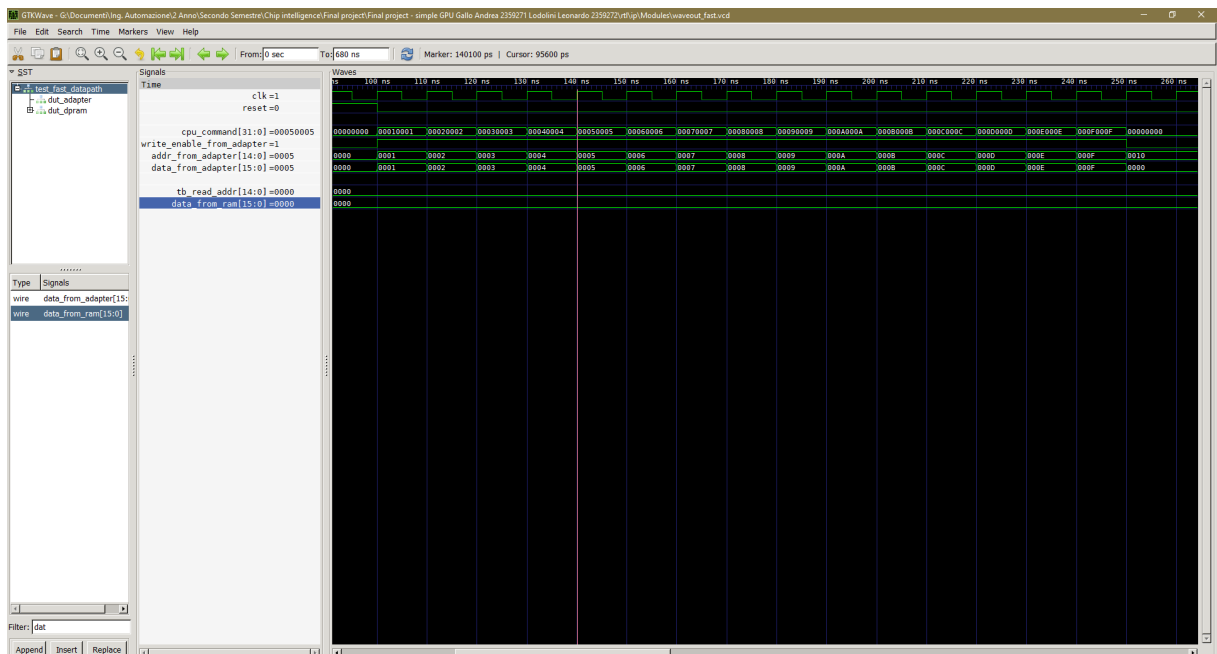 GTKWave - G:\Documenti\Ing. Automazione\2 Anno\Secondo Semestre\Chip intelligence\Final project\Final project - simple GPU Gallo Andrea 2359271 Lodolini Leonardo 2359272\rtl\ip\Modules\waveout_fast.vcd
File Edit Search Time Markers View Help
From: 0 sec To: 680 ns Marker: 140100 ps | Cursor: 95600 ps
SST
test_fast_datapath
dut_adapter
dut_dpram
Type Signals
wire data_from_adapter[15:
wire data_from_ram[15:0]
Filter: dat
Append Insert Replace
Signals
Time
clk =1
reset =0
cpu_command[31:0] =00050005
write_enable_from_adapter =1
addr_from_adapter[14:0] =0005
data_from_adapter[15:0] =0005
tb_read_addr[14:0] =0000
data_from_ram[15:0] =0000
Waves
ns 100 ns 110 ns 120 ns 130 ns 140 ns 150 ns 160 ns 170 ns 180 ns 190 ns 200 ns 210 ns 220 ns 230 ns 240 ns 250 ns 260 ns
00000000 00010001 00020002 00030003 00040004 00050005 00060006 00070007 00080008 00090009 000A000A 000B000B 000C000C 000D000D 000E000E 000F000F 00000000
0000 0001 0002 0003 0004 0005 0006 0007 0008 0009 000A 000B 000C 000D 000E 000F 0010
0000 0001 0002 0003 0004 0005 0006 0007 0008 0009 000A 000B 000C 000D 000E 000F 0000
0000
0000